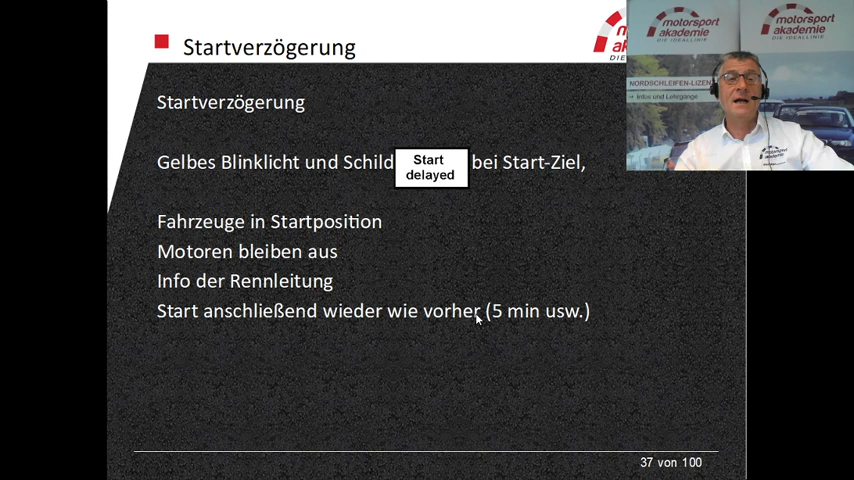 Startverzögerung
motorsport
akademie
DIE IDEALLINIE
motorsport
akademie
DIE IDEALLINIE
NORDSCHLEIFEN-LIZEN
→ Infos und Lehrgänge
motorsport
akademie
Startverzögerung
Gelbes Blinklicht und Schild Start delayed bei Start-Ziel,
Fahrzeuge in Startposition
Motoren bleiben aus
Info der Rennleitung
Start anschließend wieder wie vorher (5 min usw.)
37 von 100